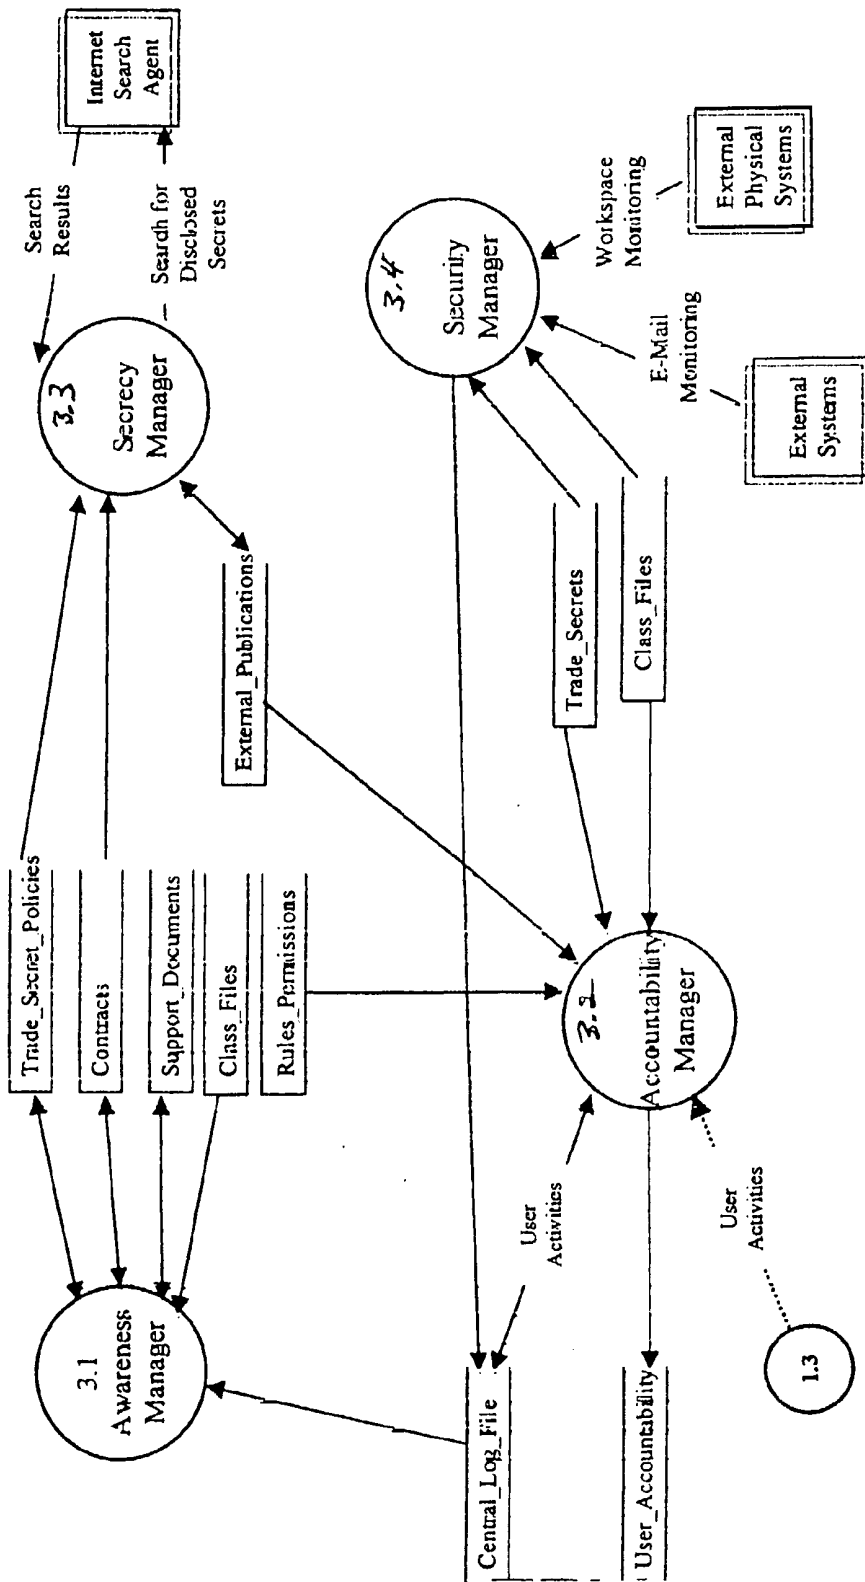 3.1
Awareness
Manager
Trade_Secret_Policies
Contracts
Support_Documents
Class_Files
Rules_Permissions
3.3
Secrecy
Manager
Search
Results
Search for
Disclosed
Secrets
Internet
Search
Agent
External_Publications
Central_Log_File
User_Accountability
User
Activities
3.2
Accountability
Manager
User
Activities
1.3
Trade_Secrets
Class_Files
3.4
Security
Manager
E-Mail
Monitoring
Workspace
Monitoring
External
Systems
External
Physical
Systems